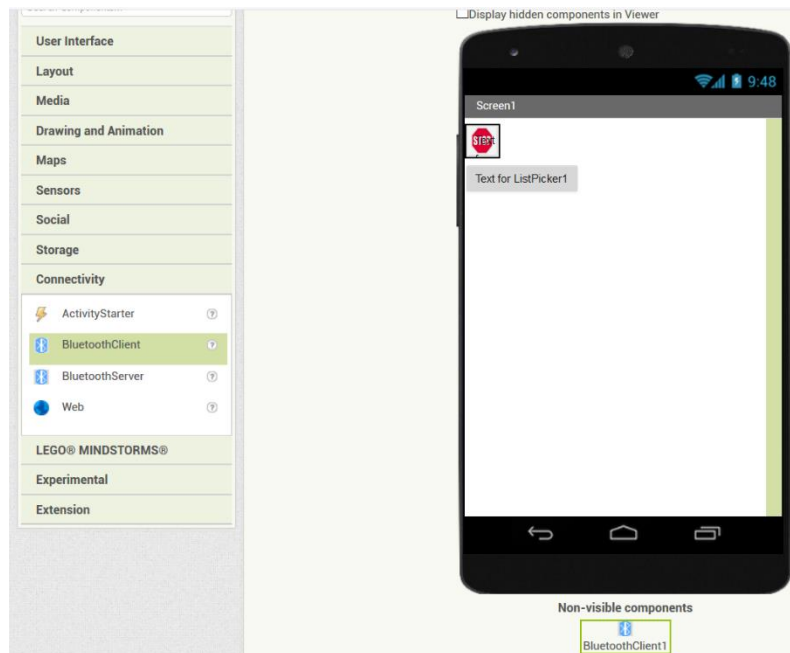 Display hidden components in Viewer
User Interface
Layout
Media
Drawing and Animation
Maps
Sensors
Social
Storage
Connectivity
ActivityStarter ?
BluetoothClient ?
BluetoothServer ?
Web ?
LEGO® MINDSTORMS®
Experimental
Extension
9:48
Screen1
Text for ListPicker1
Non-visible components
BluetoothClient1